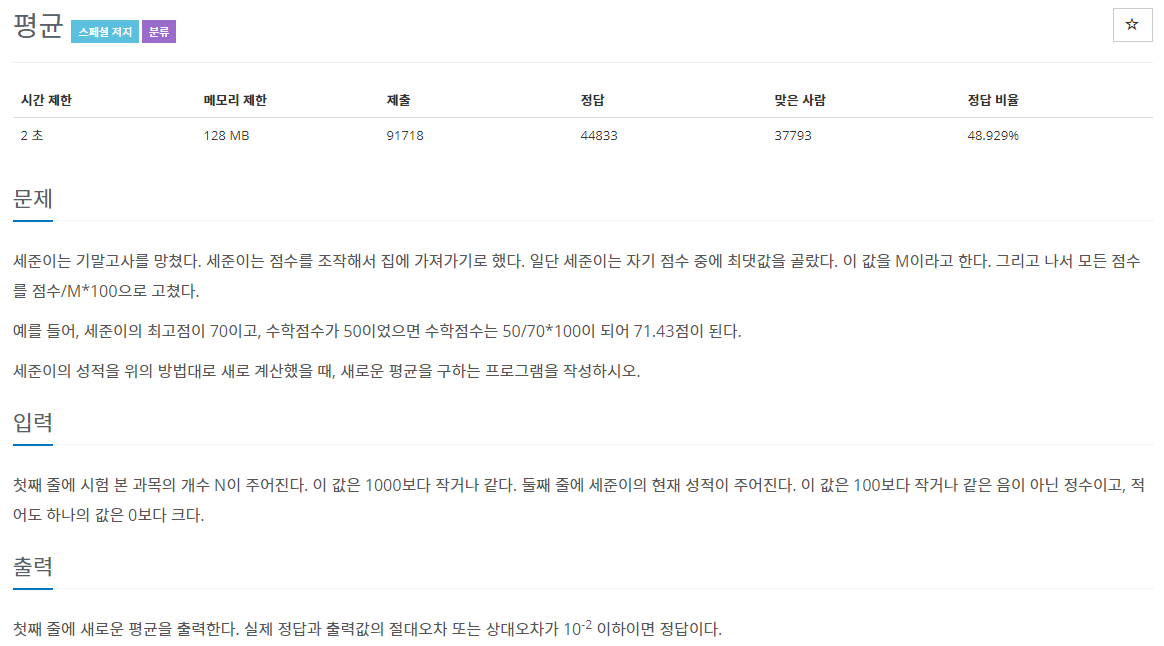 평균 스페셜 저지 분류
☆
시간 제한 메모리 제한 제출 정답 맞은 사람 정답 비율
2 초 128 MB 91718 44833 37793 48.929%
문제
세준이는 기말고사를 망쳤다. 세준이는 점수를 조작해서 집에 가져가기로 했다. 일단 세준이는 자기 점수 중에 최댓값을 골랐다. 이 값을 M이라고 한다. 그리고 나서 모든 점수
를 점수/M*100으로 고쳤다.
예를 들어, 세준이의 최고점이 70이고, 수학점수가 50이었으면 수학점수는 50/70*100이 되어 71.43점이 된다.
세준이의 성적을 위의 방법대로 새로 계산했을 때, 새로운 평균을 구하는 프로그램을 작성하시오.
입력
첫째 줄에 시험 본 과목의 개수 N이 주어진다. 이 값은 1000보다 작거나 같다. 둘째 줄에 세준이의 현재 성적이 주어진다. 이 값은 100보다 작거나 같은 음이 아닌 정수이고, 적
어도 하나의 값은 0보다 크다.
출력
첫째 줄에 새로운 평균을 출력한다. 실제 정답과 출력값의 절대오차 또는 상대오차가 10⁻² 이하이면 정답이다.